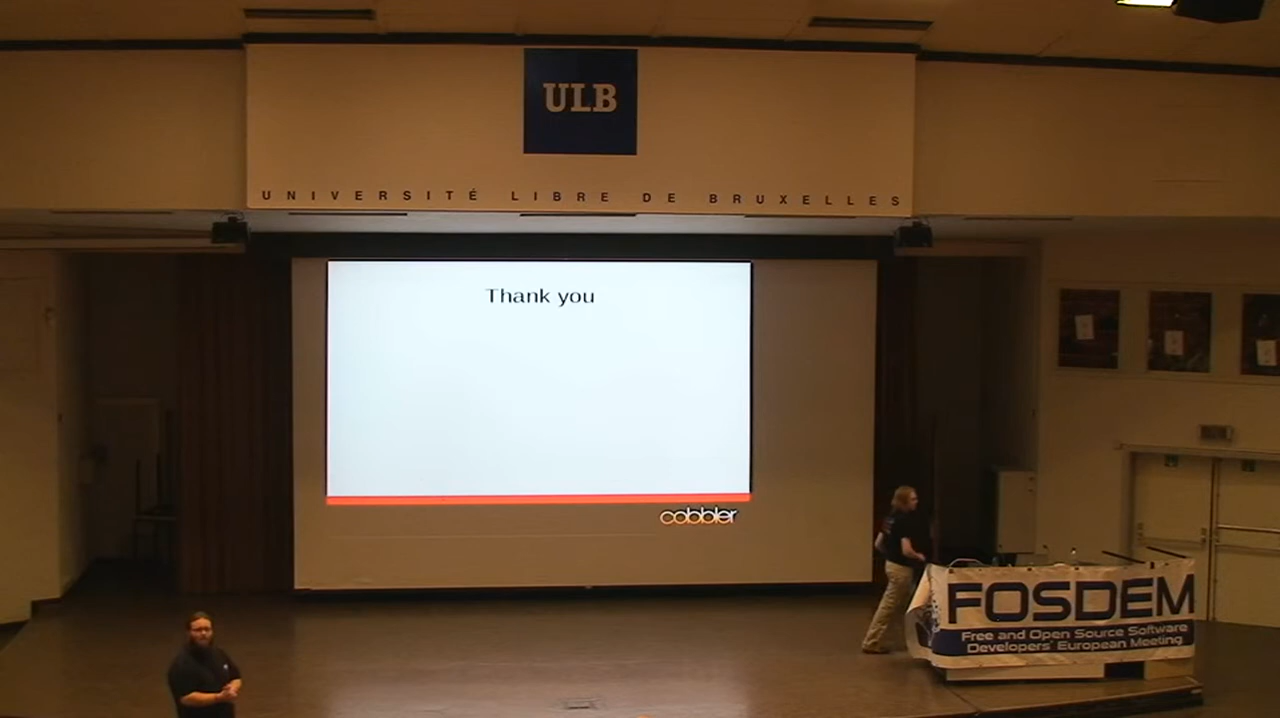 ULB
UNIVERSITÉ LIBRE DE BRUXELLES
Thank you
cobbler
FOSDEM
Free and Open Source Software
Developers' European Meeting